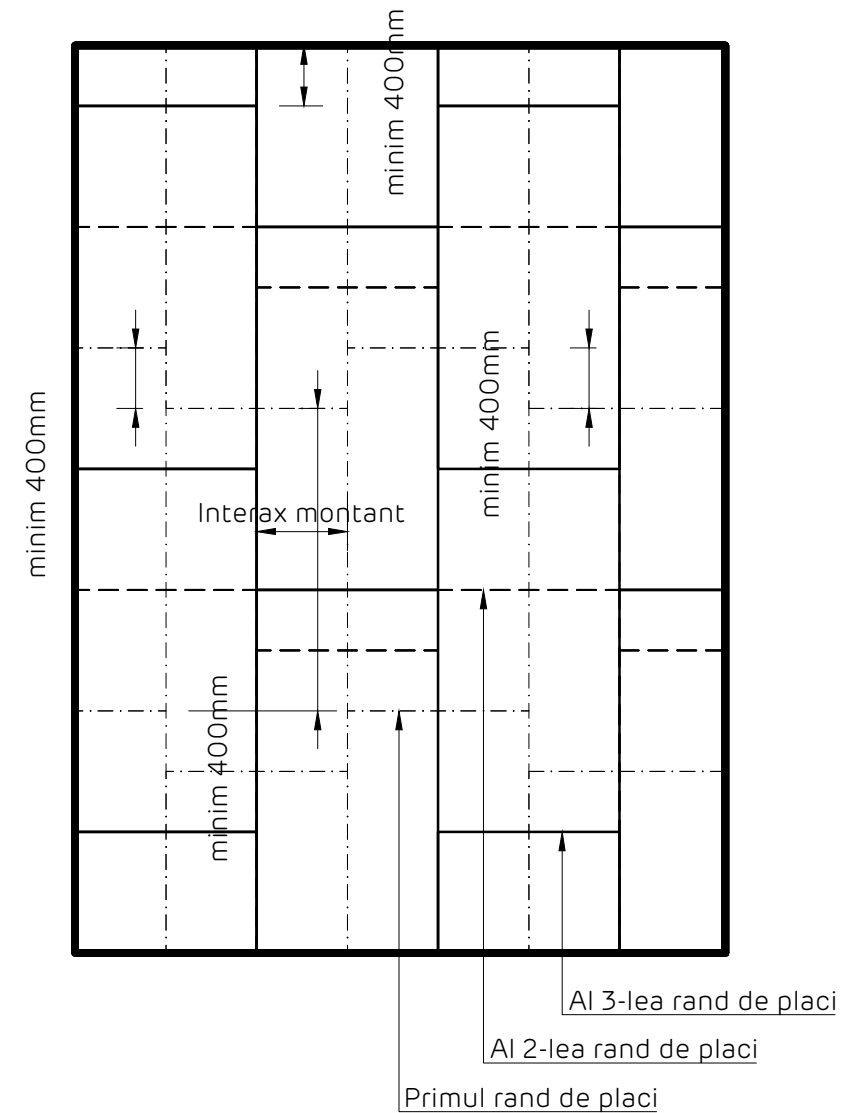 minim 400mm
minim 400mm
minim 400mm
Interax montant
minim 400mm
Al 3-lea rand de placi
Al 2-lea rand de placi
Primul rand de placi